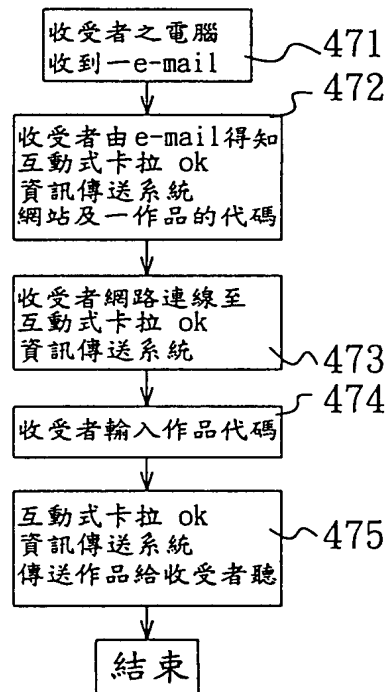 收受者之電腦
收到一e-mail
471
472
收受者由e-mail得知
互動式卡拉 ok
資訊傳送系統
網站及一作品的代碼
收受者網路連線至
互動式卡拉 ok
資訊傳送系統
473
474
收受者輸入作品代碼
互動式卡拉 ok
資訊傳送系統
傳送作品給收受者聽
475
結束